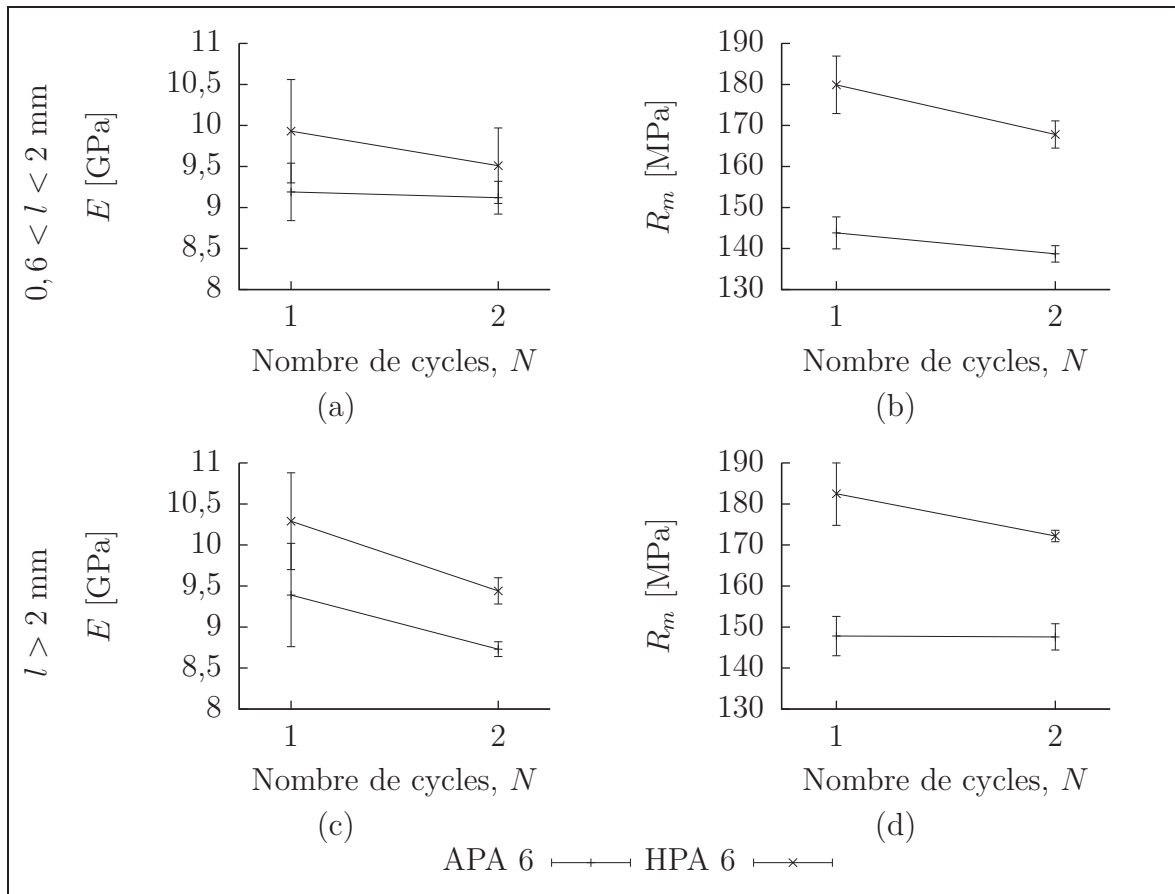 0, 6 < l < 2 mm
E [GPa]
11
10,5
10
9,5
9
8,5
8
1 2
Nombre de cycles, N
(a)
R_m [MPa]
190
180
170
160
150
140
130
1 2
Nombre de cycles, N
(b)
l > 2 mm
E [GPa]
11
10,5
10
9,5
9
8,5
8
1 2
Nombre de cycles, N
(c)
R_m [MPa]
190
180
170
160
150
140
130
1 2
Nombre de cycles, N
(d)
APA 6 HPA 6